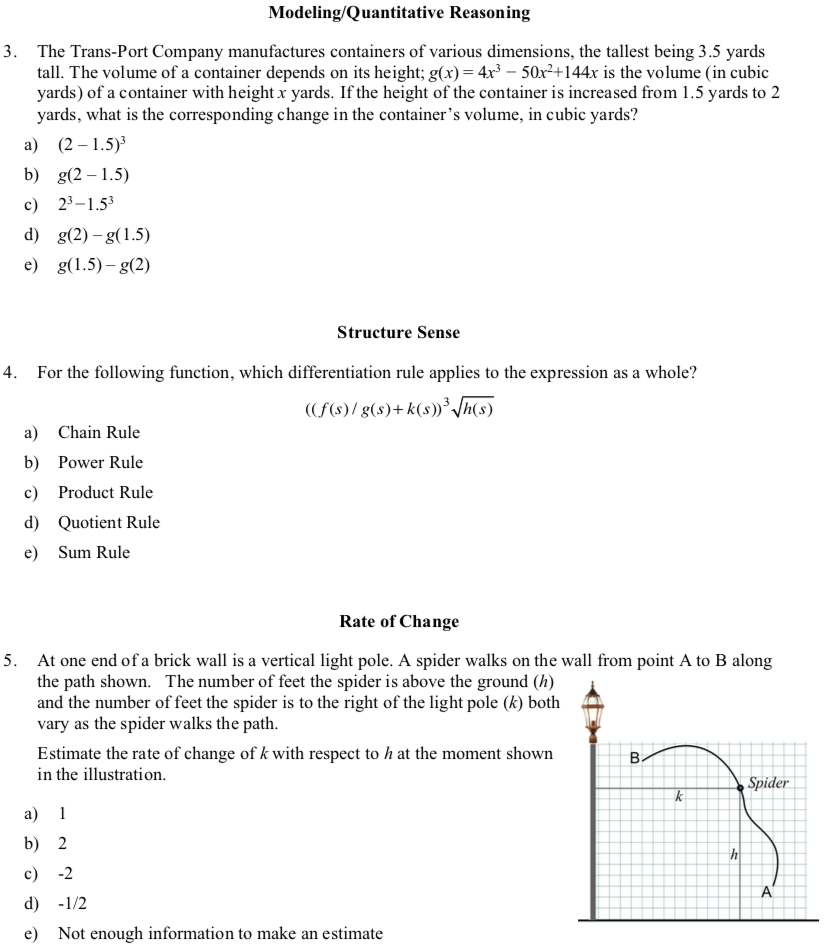 Modeling/Quantitative Reasoning
3. The Trans-Port Company manufactures containers of various dimensions, the tallest being 3.5 yards
tall. The volume of a container depends on its height; g(x) = 4x³ − 50x²+144x is the volume (in cubic
yards) of a container with height x yards. If the height of the container is increased from 1.5 yards to 2
yards, what is the corresponding change in the container’s volume, in cubic yards?
a) (2 – 1.5)³
b) g(2 – 1.5)
c) 2³−1.5³
d) g(2) – g(1.5)
e) g(1.5) – g(2)
Structure Sense
4. For the following function, which differentiation rule applies to the expression as a whole?
((f(s) / g(s) + k(s))³√h(s)
a) Chain Rule
b) Power Rule
c) Product Rule
d) Quotient Rule
e) Sum Rule
Rate of Change
5. At one end of a brick wall is a vertical light pole. A spider walks on the wall from point A to B along
the path shown. The number of feet the spider is above the ground (h)
and the number of feet the spider is to the right of the light pole (k) both
vary as the spider walks the path.
Estimate the rate of change of k with respect to h at the moment shown
in the illustration.
a) 1
b) 2
c) -2
d) -1/2
e) Not enough information to make an estimate
B
Spider
k
h
A